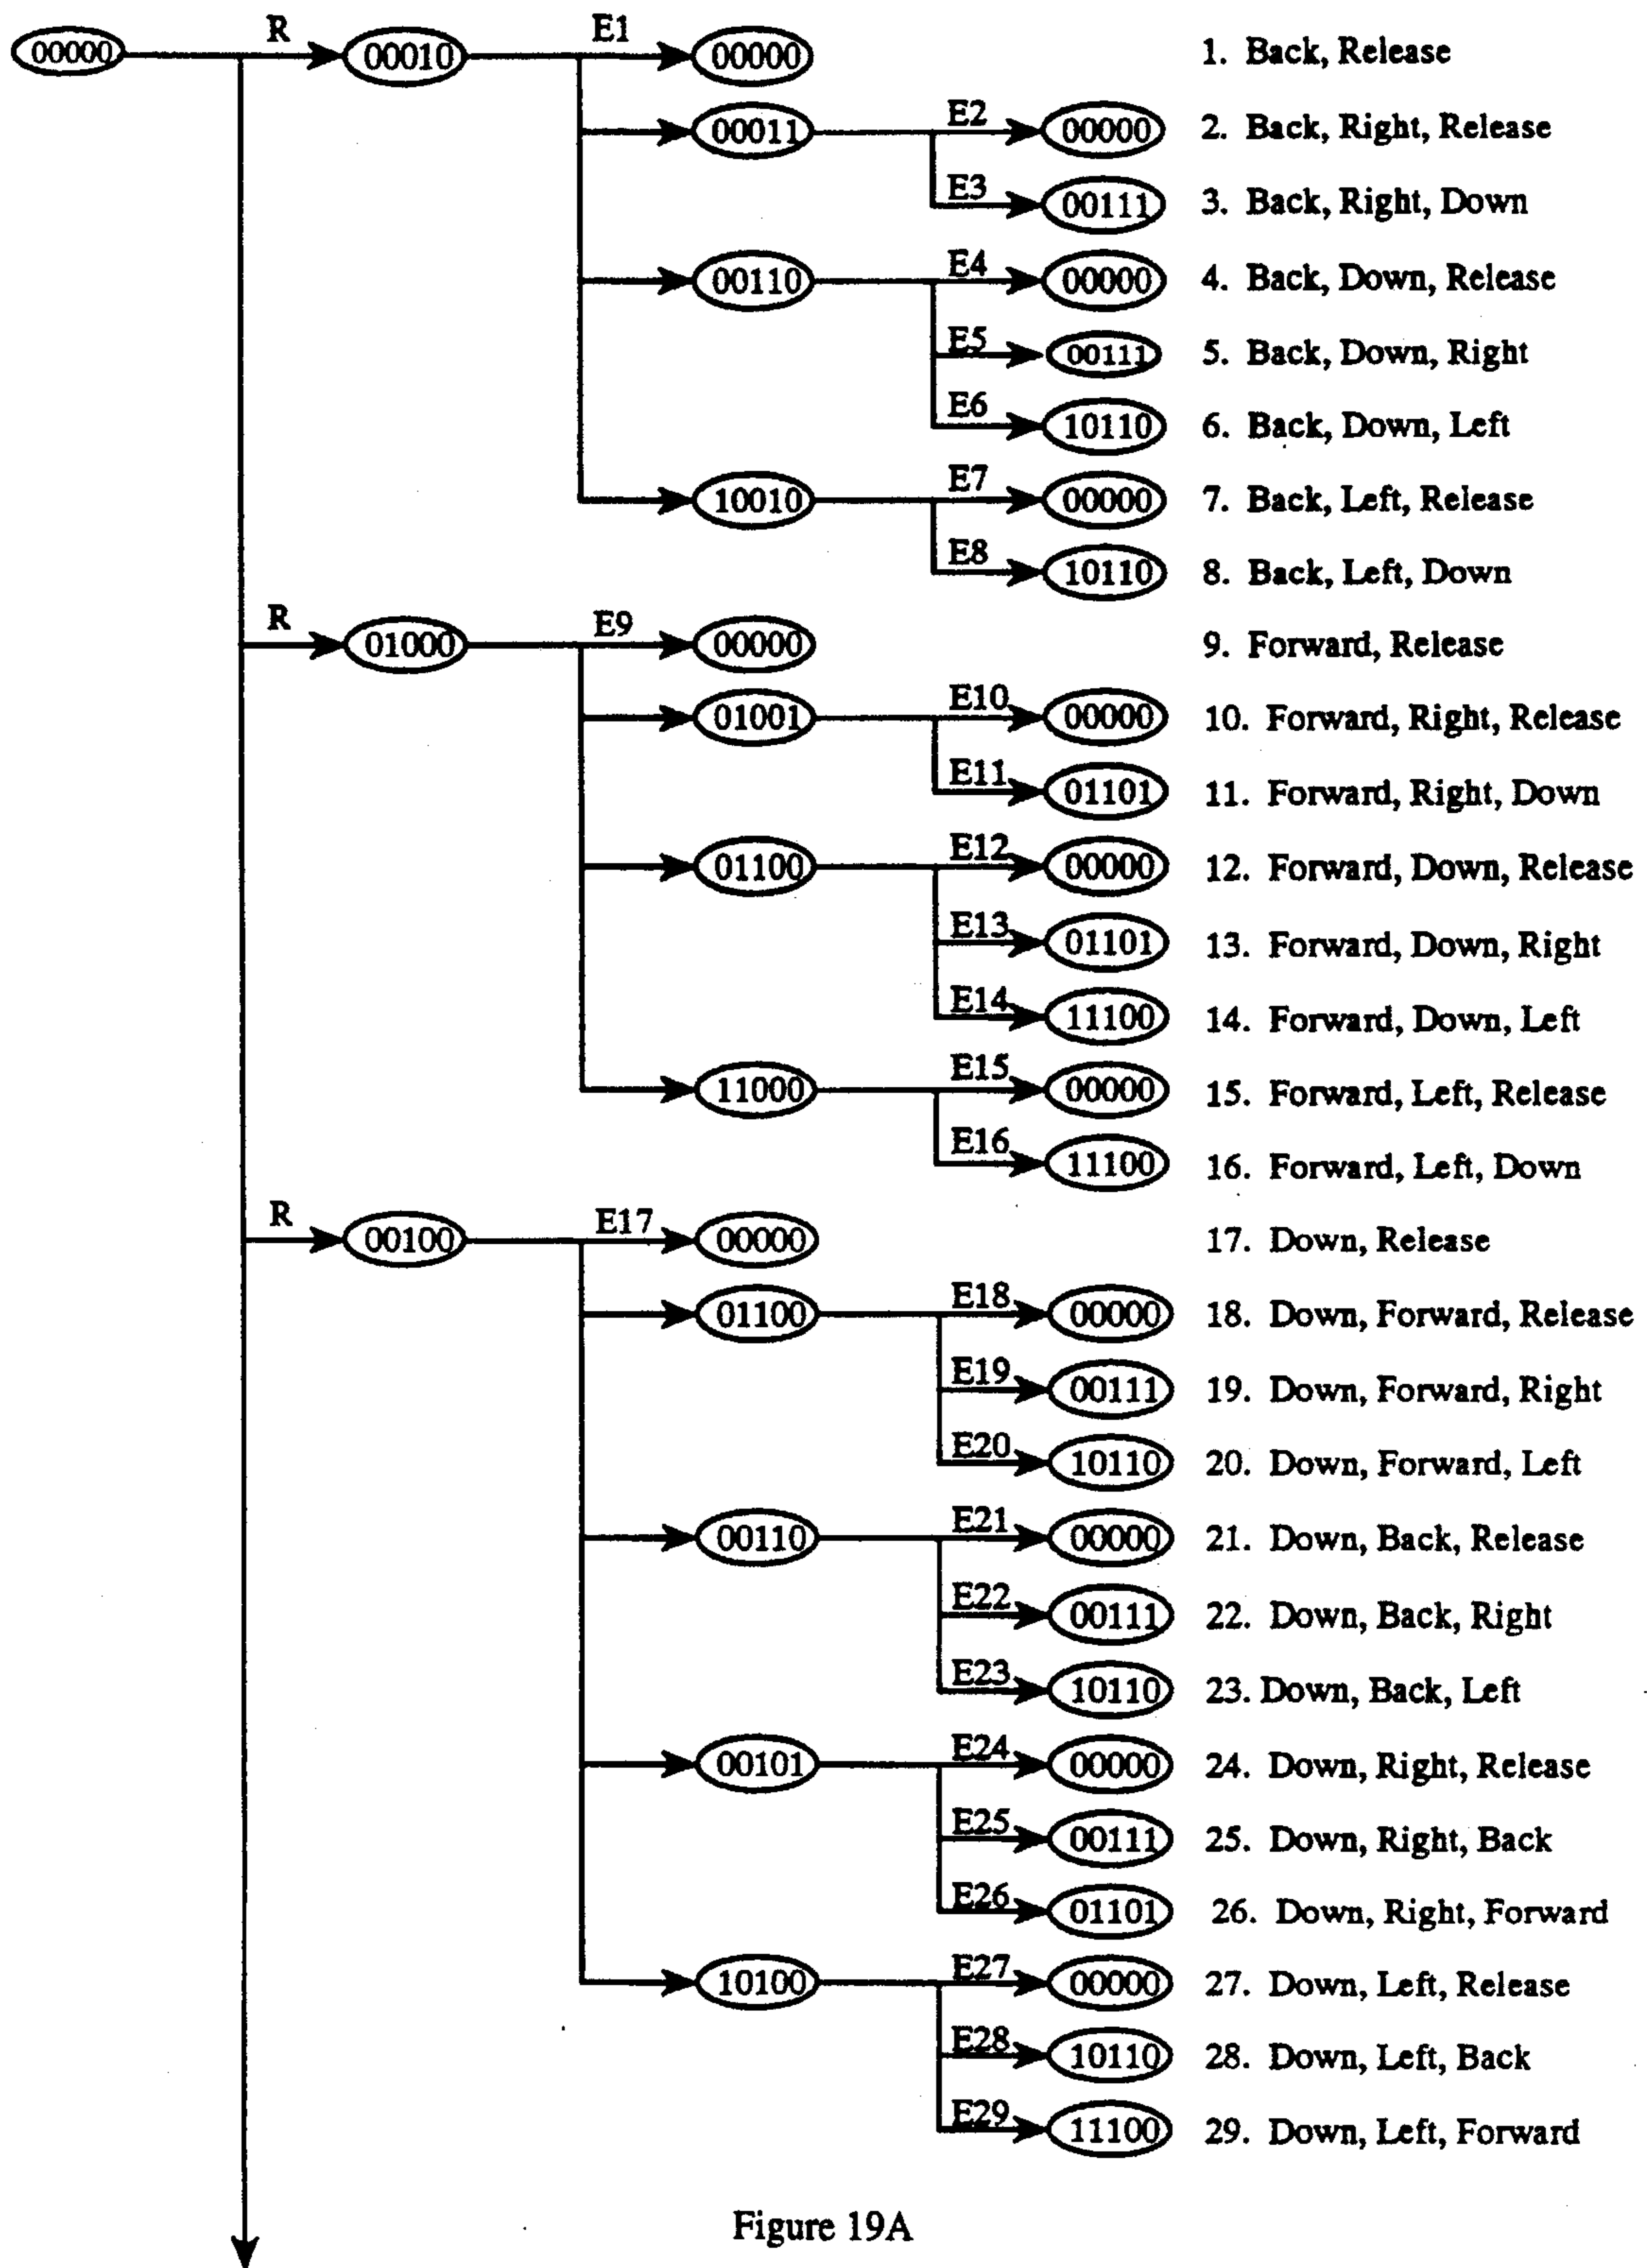 00000 R 00010 E1 00000 1. Back, Release
00011 E2 00000 2. Back, Right, Release
E3 00111 3. Back, Right, Down
00110 E4 00000 4. Back, Down, Release
E5 00111 5. Back, Down, Right
E6 10110 6. Back, Down, Left
10010 E7 00000 7. Back, Left, Release
E8 10110 8. Back, Left, Down
R 01000 E9 00000 9. Forward, Release
01001 E10 00000 10. Forward, Right, Release
E11 01101 11. Forward, Right, Down
01100 E12 00000 12. Forward, Down, Release
E13 01101 13. Forward, Down, Right
E14 11100 14. Forward, Down, Left
11000 E15 00000 15. Forward, Left, Release
E16 11100 16. Forward, Left, Down
R 00100 E17 00000 17. Down, Release
01100 E18 00000 18. Down, Forward, Release
E19 00111 19. Down, Forward, Right
E20 10110 20. Down, Forward, Left
00110 E21 00000 21. Down, Back, Release
E22 00111 22. Down, Back, Right
E23 10110 23. Down, Back, Left
00101 E24 00000 24. Down, Right, Release
E25 00111 25. Down, Right, Back
E26 01101 26. Down, Right, Forward
10100 E27 00000 27. Down, Left, Release
E28 10110 28. Down, Left, Back
E29 11100 29. Down, Left, Forward
Figure 19A